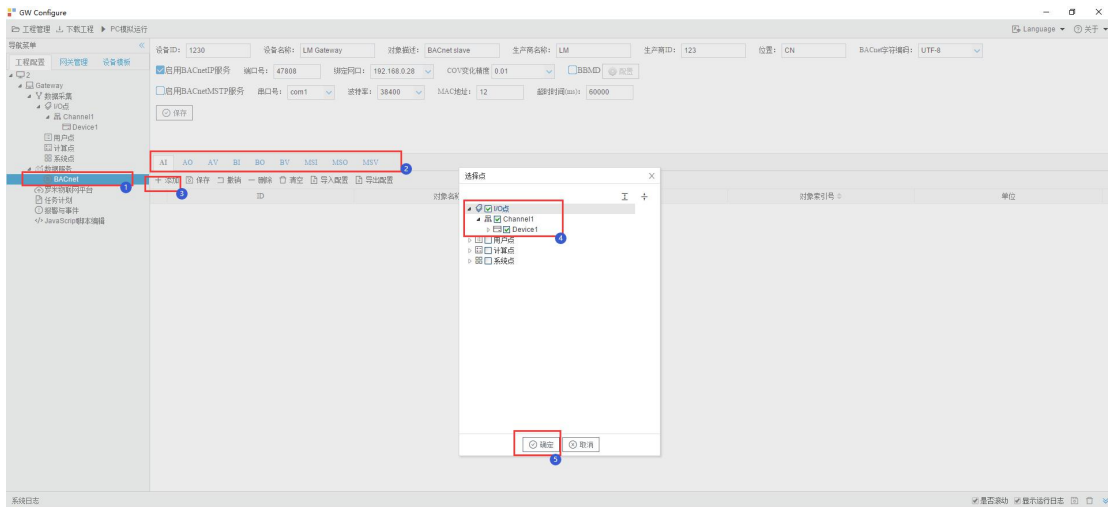 GW Configure
工程管理 下载工程 PC模拟运行 Language 关于
导航菜单
工程配置 网关管理 设备模板
2
Gateway
数据采集
I/O点
Channel1
Device1
用户点
计算点
系统点
数据服务
BACnet 1
罗米物联网平台
任务计划
报警与事件
JavaScript脚本编辑
设备ID: 1230 设备名称: LM Gateway 对象描述: BACnet slave 生产商名称: LM 生产商ID: 123 位置: CN BACnet字符编码: UTF-8
启用BACnetIP服务 端口号: 47808 绑定网口: 192.168.0.28 COV变化精度 0.01 BBMD 配置
启用BACnetMSTP服务 串口号: com1 波特率: 38400 MAC地址: 12 超时时间(ms): 60000
保存
AI AO AV BI BO BV MSI MSO MSV 2
添加 保存 撤销 删除 清空 导入配置 导出配置
3
ID 对象名称 对象索引号 单位
选择点
I/O点
Channel1
Device1
4
用户点
计算点
系统点
确定 取消
5
系统日志 是否滚动 显示运行日志